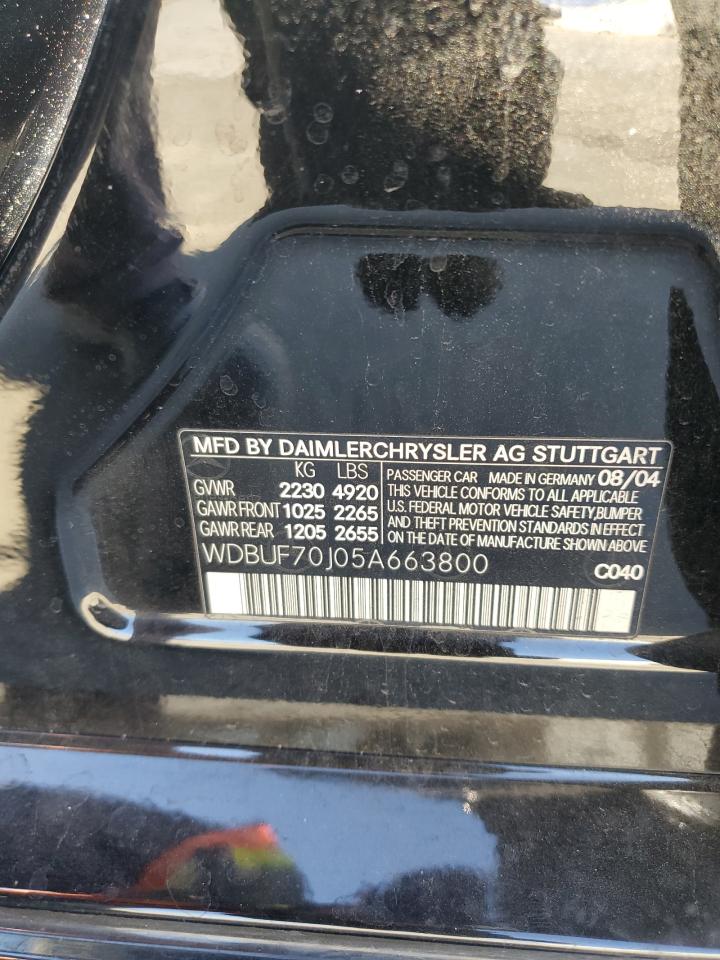 MFD BY DAIMLERCHRYSLER AG STUTTGART
KG LBS
GVWR 2230 4920
GAWR FRONT 1025 2265
GAWR REAR 1205 2655
PASSENGER CAR MADE IN GERMANY 08/04
THIS VEHICLE CONFORMS TO ALL APPLICABLE
U.S. FEDERAL MOTOR VEHICLE SAFETY,BUMPER
AND THEFT PREVENTION STANDARDS IN EFFECT
ON THE DATE OF MANUFACTURE SHOWN ABOVE
WDBUF70J05A663800
C040